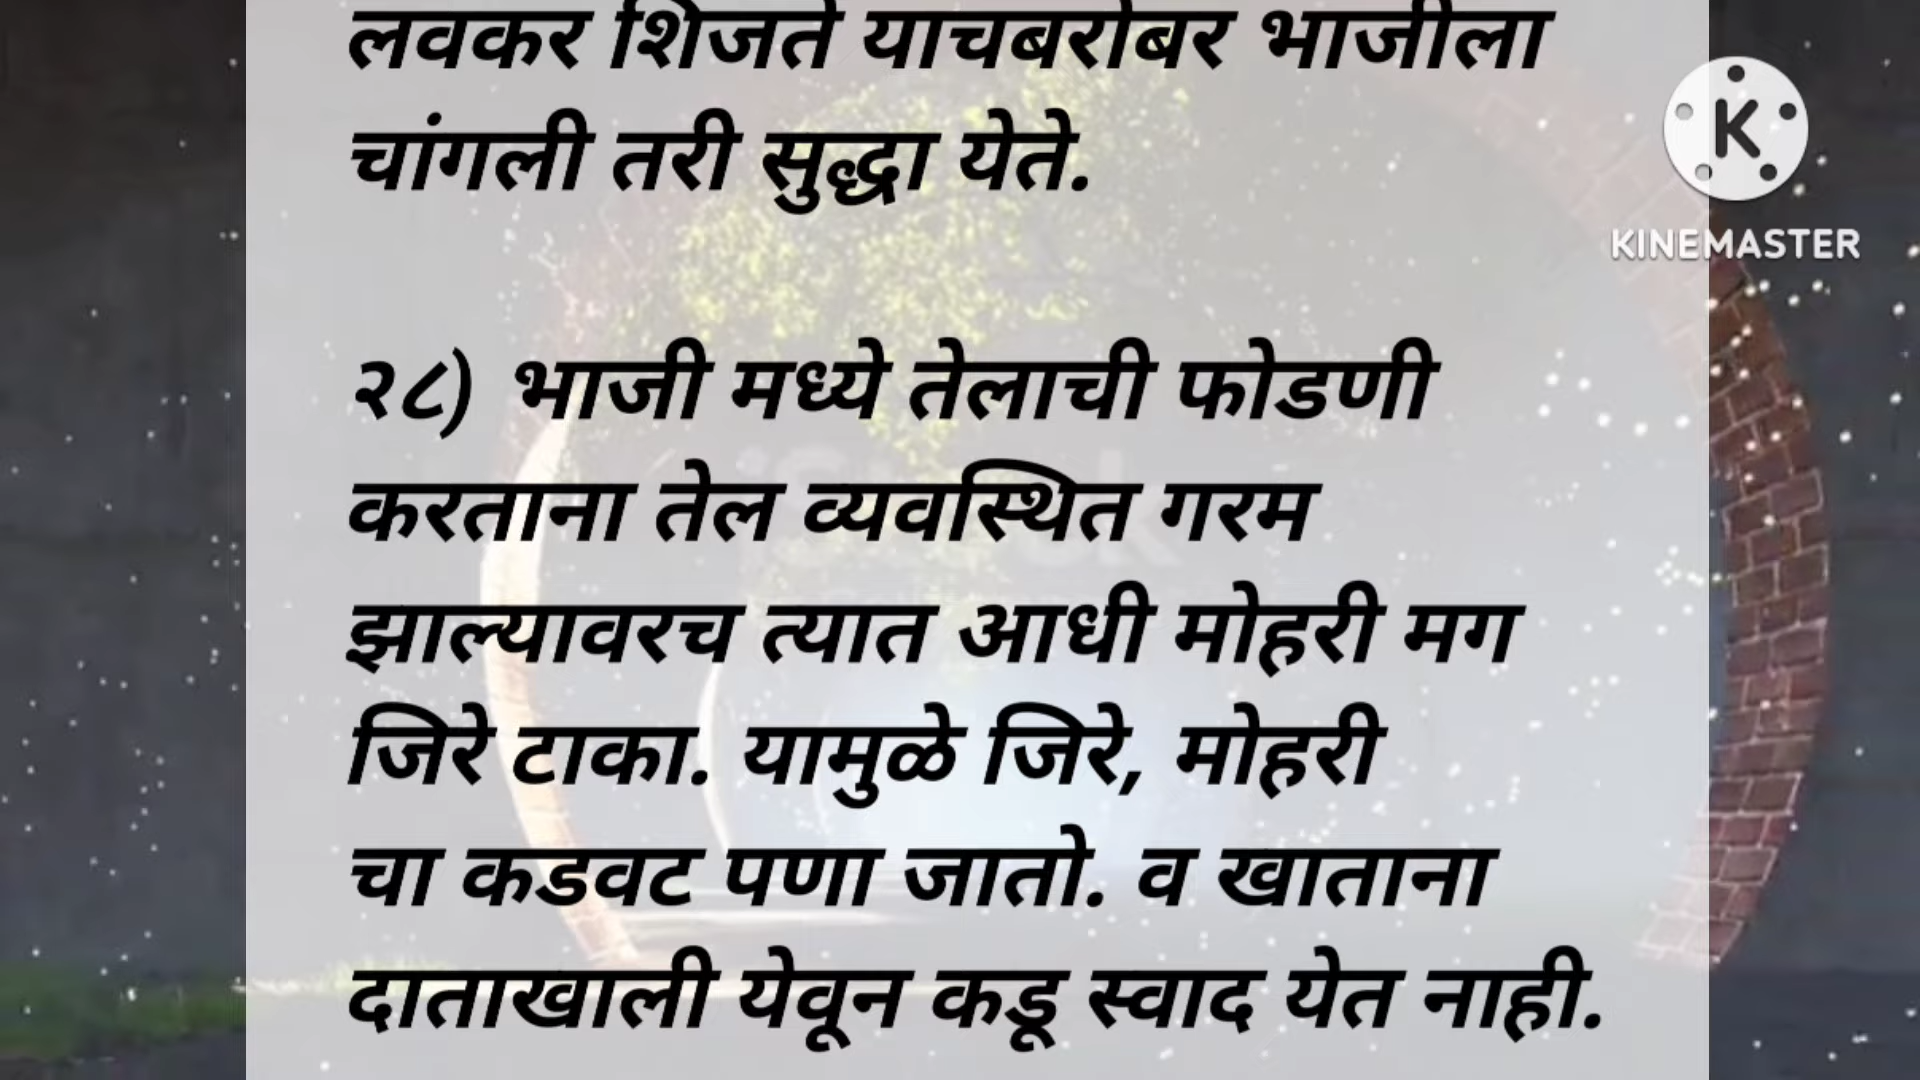 लवकर शिजते याचबरोबर भाजीला
चांगली तरी सुद्धा येते.
२८) भाजी मध्ये तेलाची फोडणी
करताना तेल व्यवस्थित गरम
झाल्यावरच त्यात आधी मोहरी मग
जिरे टाका. यामुळे जिरे, मोहरी
चा कडवट पणा जातो. व खाताना
दाताखाली येवून कडू स्वाद येत नाही.
K
KINEMASTER